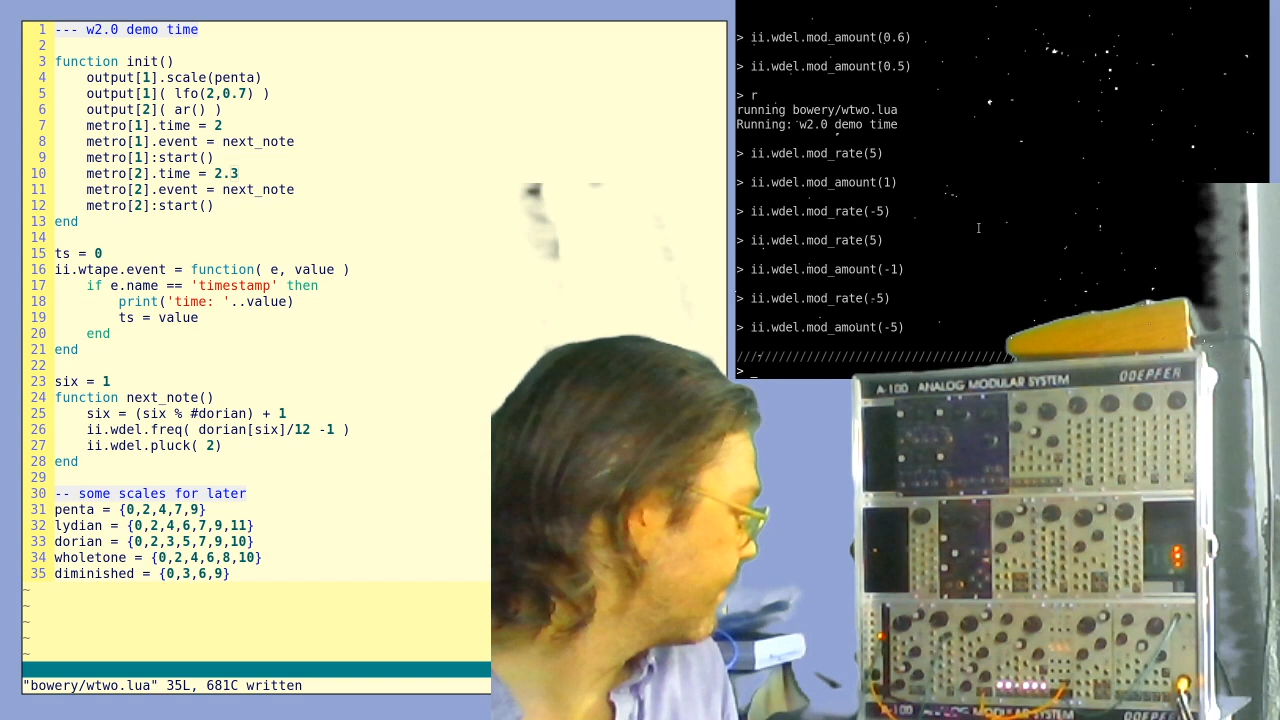 1 --- w2.0 demo time
2
3 function init()
4     output[1].scale(penta)
5     output[1]( lfo(2,0.7) )
6     output[2]( ar() )
7     metro[1].time = 2
8     metro[1].event = next_note
9     metro[1]:start()
10     metro[2].time = 2.3
11     metro[2].event = next_note
12     metro[2]:start()
13 end
14
15 ts = 0
16 ii.wtape.event = function( e, value )
17     if e.name == 'timestamp' then
18         print('time: '..value)
19         ts = value
20     end
21 end
22
23 six = 1
24 function next_note()
25     six = (six % #dorian) + 1
26     ii.wdel.freq( dorian[six]/12 -1 )
27     ii.wdel.pluck( 2)
28 end
29
30 -- some scales for later
31 penta = {0,2,4,7,9}
32 lydian = {0,2,4,6,7,9,11}
33 dorian = {0,2,3,5,7,9,10}
34 wholetone = {0,2,4,6,8,10}
35 diminished = {0,3,6,9}
~
~
~
~
~
"bowery/wtwo.lua" 35L, 681C written
> ii.wdel.mod_amount(0.6)
> ii.wdel.mod_amount(0.5)
> r
running bowery/wtwo.lua
Running: w2.0 demo time
> ii.wdel.mod_rate(5)
> ii.wdel.mod_amount(1)
> ii.wdel.mod_rate(-5)
> ii.wdel.mod_rate(5)
> ii.wdel.mod_amount(-1)
> ii.wdel.mod_rate(-5)
> ii.wdel.mod_amount(-5)
///////////////////////////////////////
> _
A-100 ANALOG MODULAR SYSTEM DOEPFER
A-100 ANALOG MODULAR SYSTEM DOEPFER